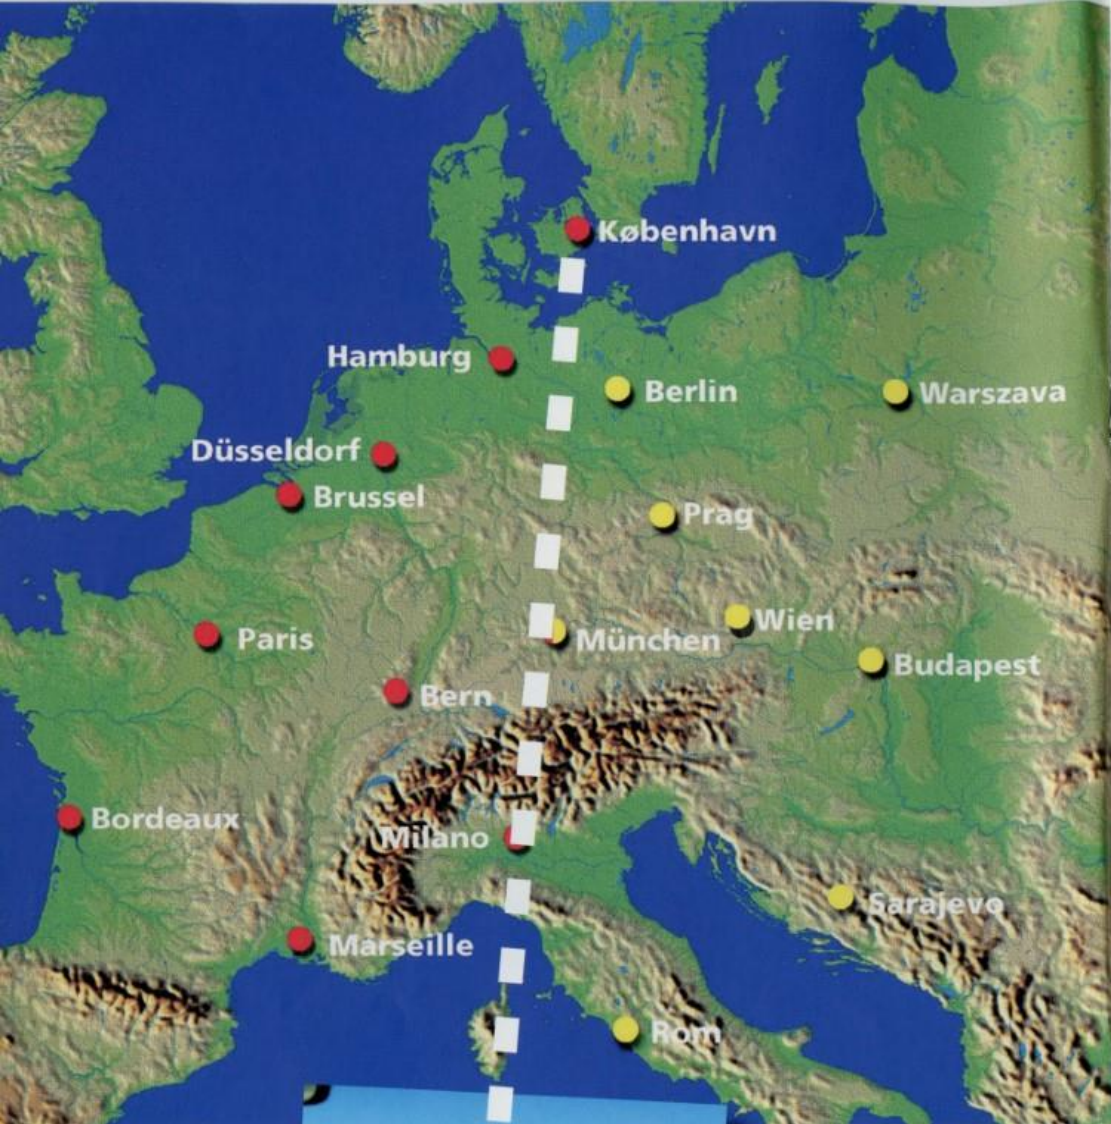 København
Hamburg
Berlin
Warszava
Düsseldorf
Brussel
Prag
Paris
München
Wien
Budapest
Bern
Bordeaux
Milano
Sarajevo
Marseille
Rom